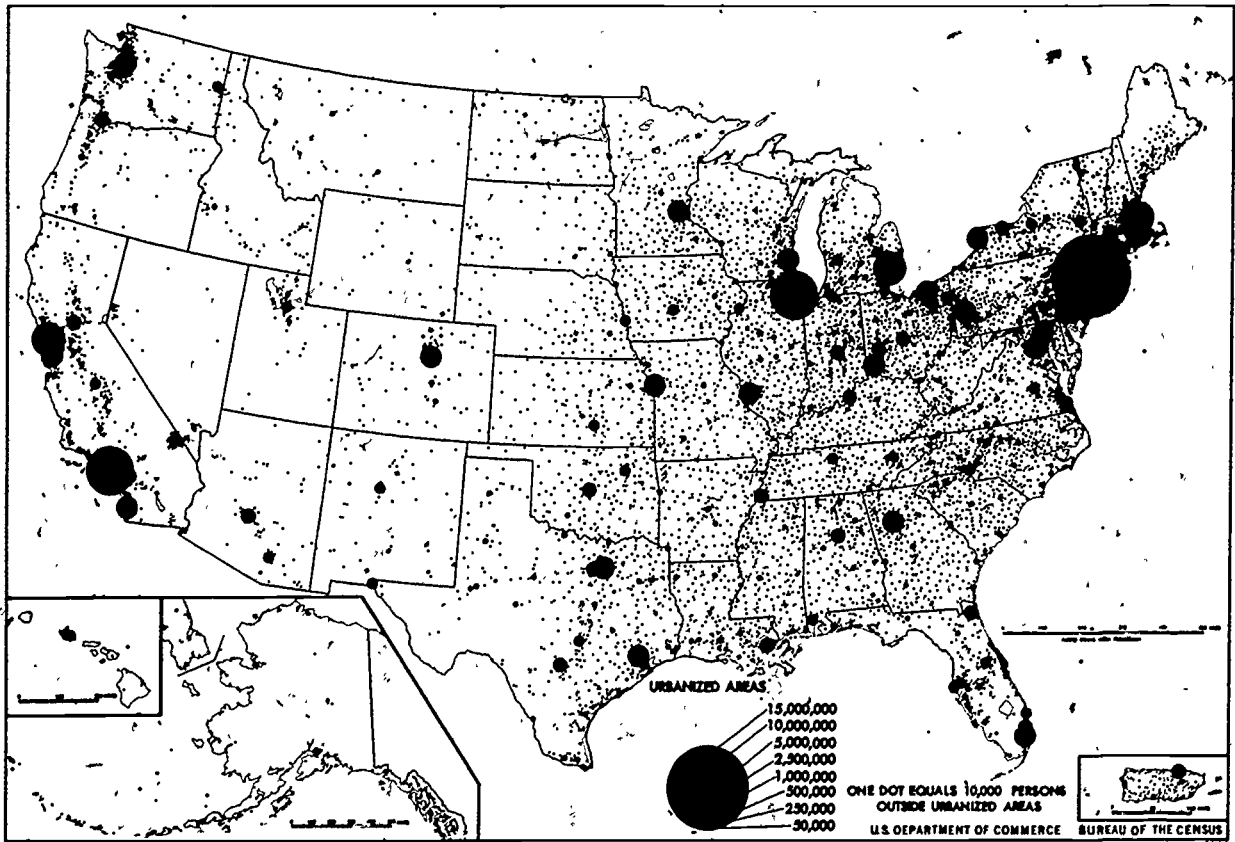 URBANIZED AREAS
15,000,000
10,000,000
5,000,000
2,500,000
1,000,000
500,000
250,000
50,000
ONE DOT EQUALS 10,000 PERSONS
OUTSIDE URBANIZED AREAS
U.S. DEPARTMENT OF COMMERCE BUREAU OF THE CENSUS